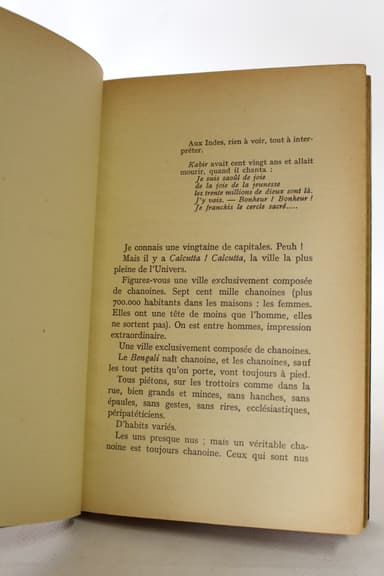 Aux Indes, rien à voir, tout à inter-
préter.
Kabir avait cent vingt ans et allait
mourir, quand il chanta :
Je suis saoûl de joie
de la joie de la jeunesse
les trente millions de dieux sont là.
J'y vais. — Bonheur ! Bonheur !
Je franchis le cercle sacré.....
Je connais une vingtaine de capitales. Peuh !
Mais il y a Calcutta ! Calcutta, la ville la plus
pleine de l'Univers.
Figurez-vous une ville exclusivement composée
de chanoines. Sept cent mille chanoines (plus
700.000 habitants dans les maisons : les femmes.
Elles ont une tête de moins que l'homme, elles
ne sortent pas). On est entre hommes, impression
extraordinaire.
Une ville exclusivement composée de chanoines.
Le Bengali naît chanoine, et les chanoines, sauf
les tout petits qu'on porte, vont toujours à pied.
Tous piétons, sur les trottoirs comme dans la
rue, bien grands et minces, sans hanches, sans
épaules, sans gestes, sans rires, ecclésiastiques,
péripatéticiens.
D'habits variés.
Les uns presque nus ; mais un véritable cha-
noine est toujours chanoine. Ceux qui sont nus